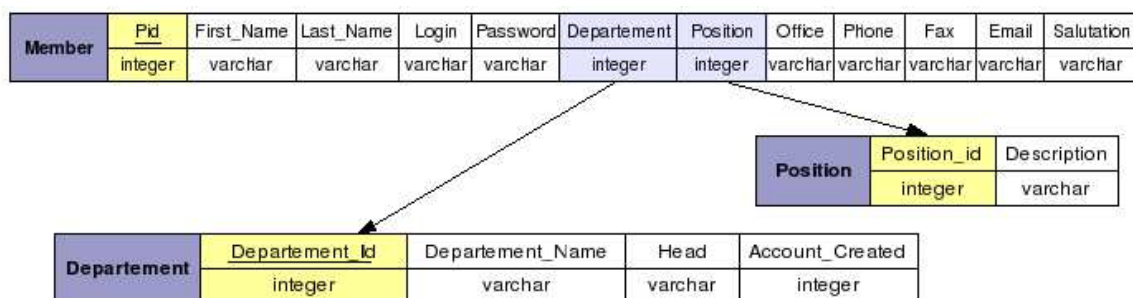 Member Pid First_Name Last_Name Login Password Departement Position Office Phone Fax Email Salutation
integer varchar varchar varchar varchar integer integer varchar varchar varchar varchar varchar
Position Position_id Description
integer varchar
Departement Departement_Id Departement_Name Head Account_Created
integer varchar varchar integer